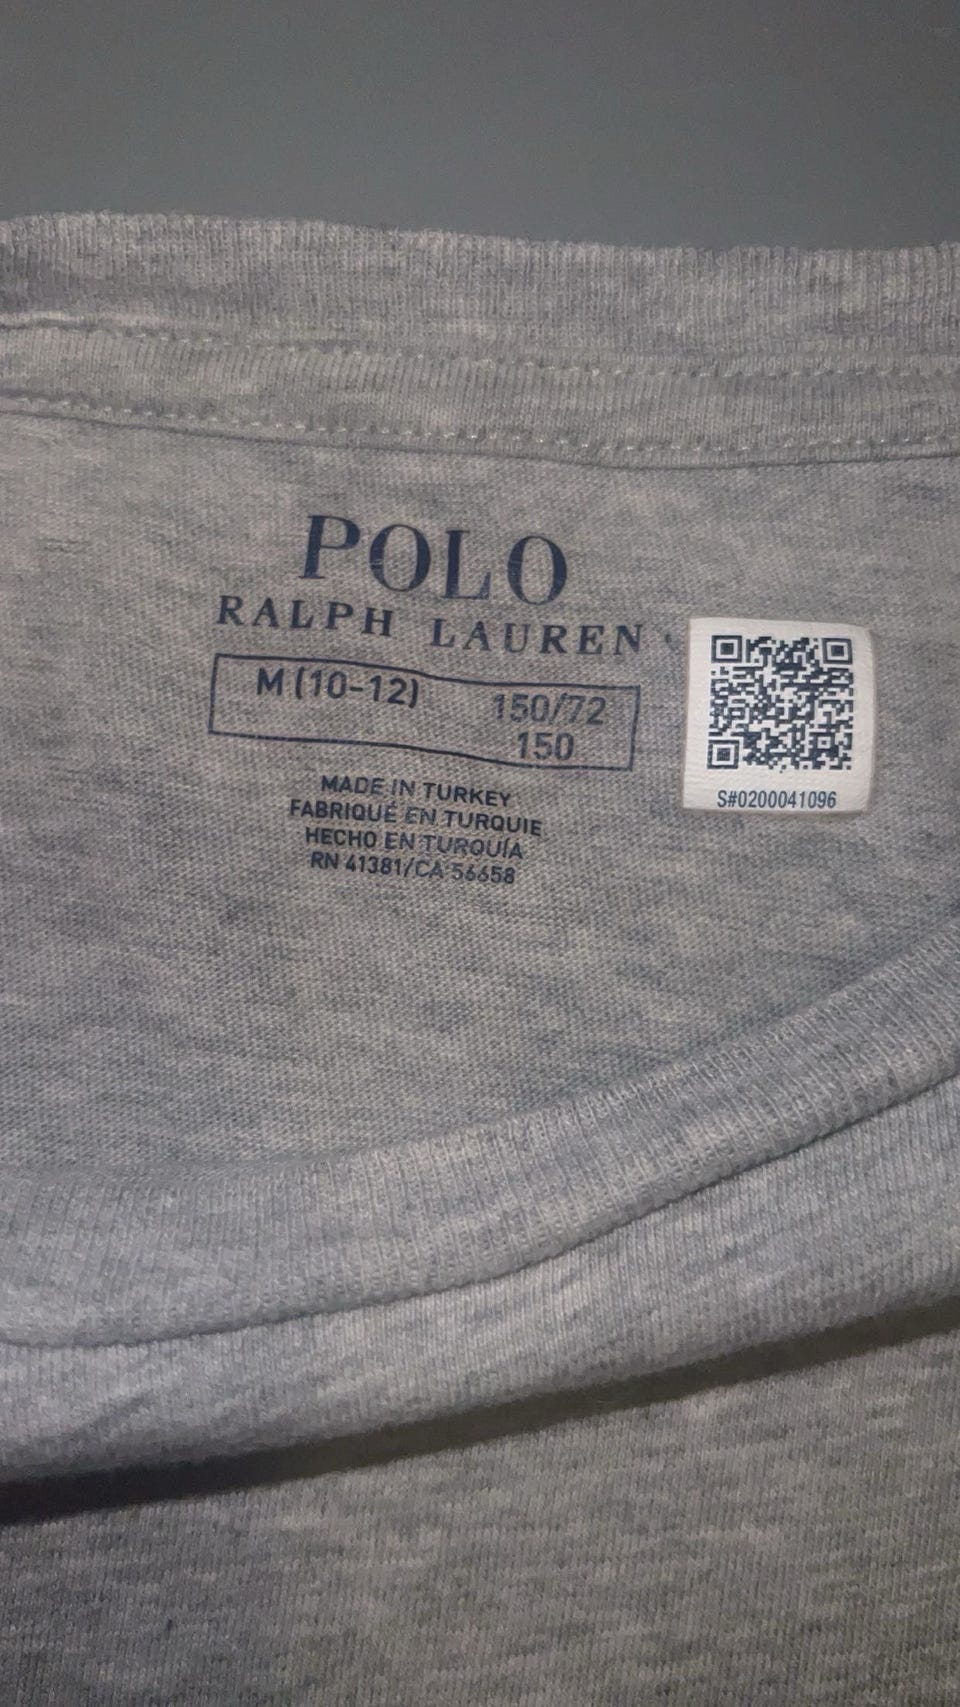 POLO
RALPH LAUREN
M (10-12) 150/72
150
MADE IN TURKEY
FABRIQUÉ EN TURQUIE
HECHO EN TURQUÍA
RN 41381/CA 56658
S#0200041096